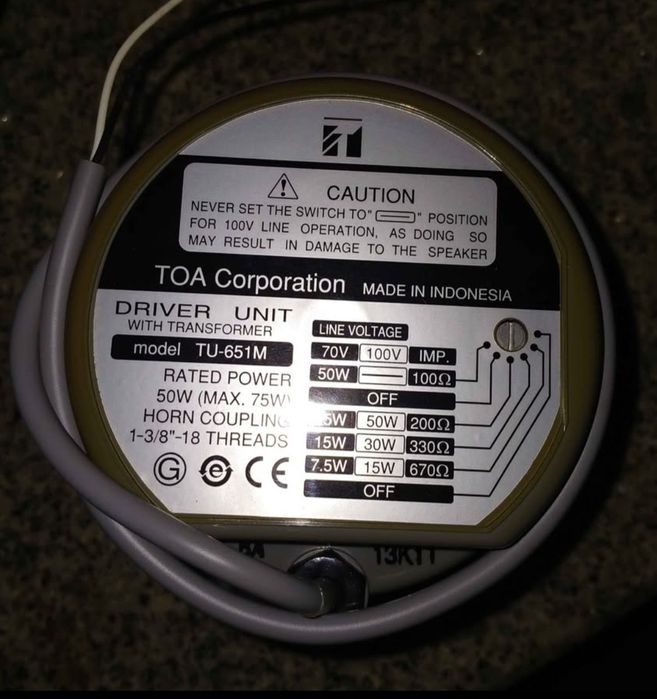 CAUTION
NEVER SET THE SWITCH TO" " POSITION
FOR 100V LINE OPERATION, AS DOING SO
MAY RESULT IN DAMAGE TO THE SPEAKER
TOA Corporation MADE IN INDONESIA
DRIVER UNIT
WITH TRANSFORMER
model TU-651M
RATED POWER
50W (MAX. 75W)
HORN COUPLING
1-3/8"-18 THREADS
G e CE
LINE VOLTAGE
70V 100V IMP.
50W 100Ω
OFF
50W 200Ω
15W 30W 330Ω
7.5W 15W 670Ω
OFF
13K11